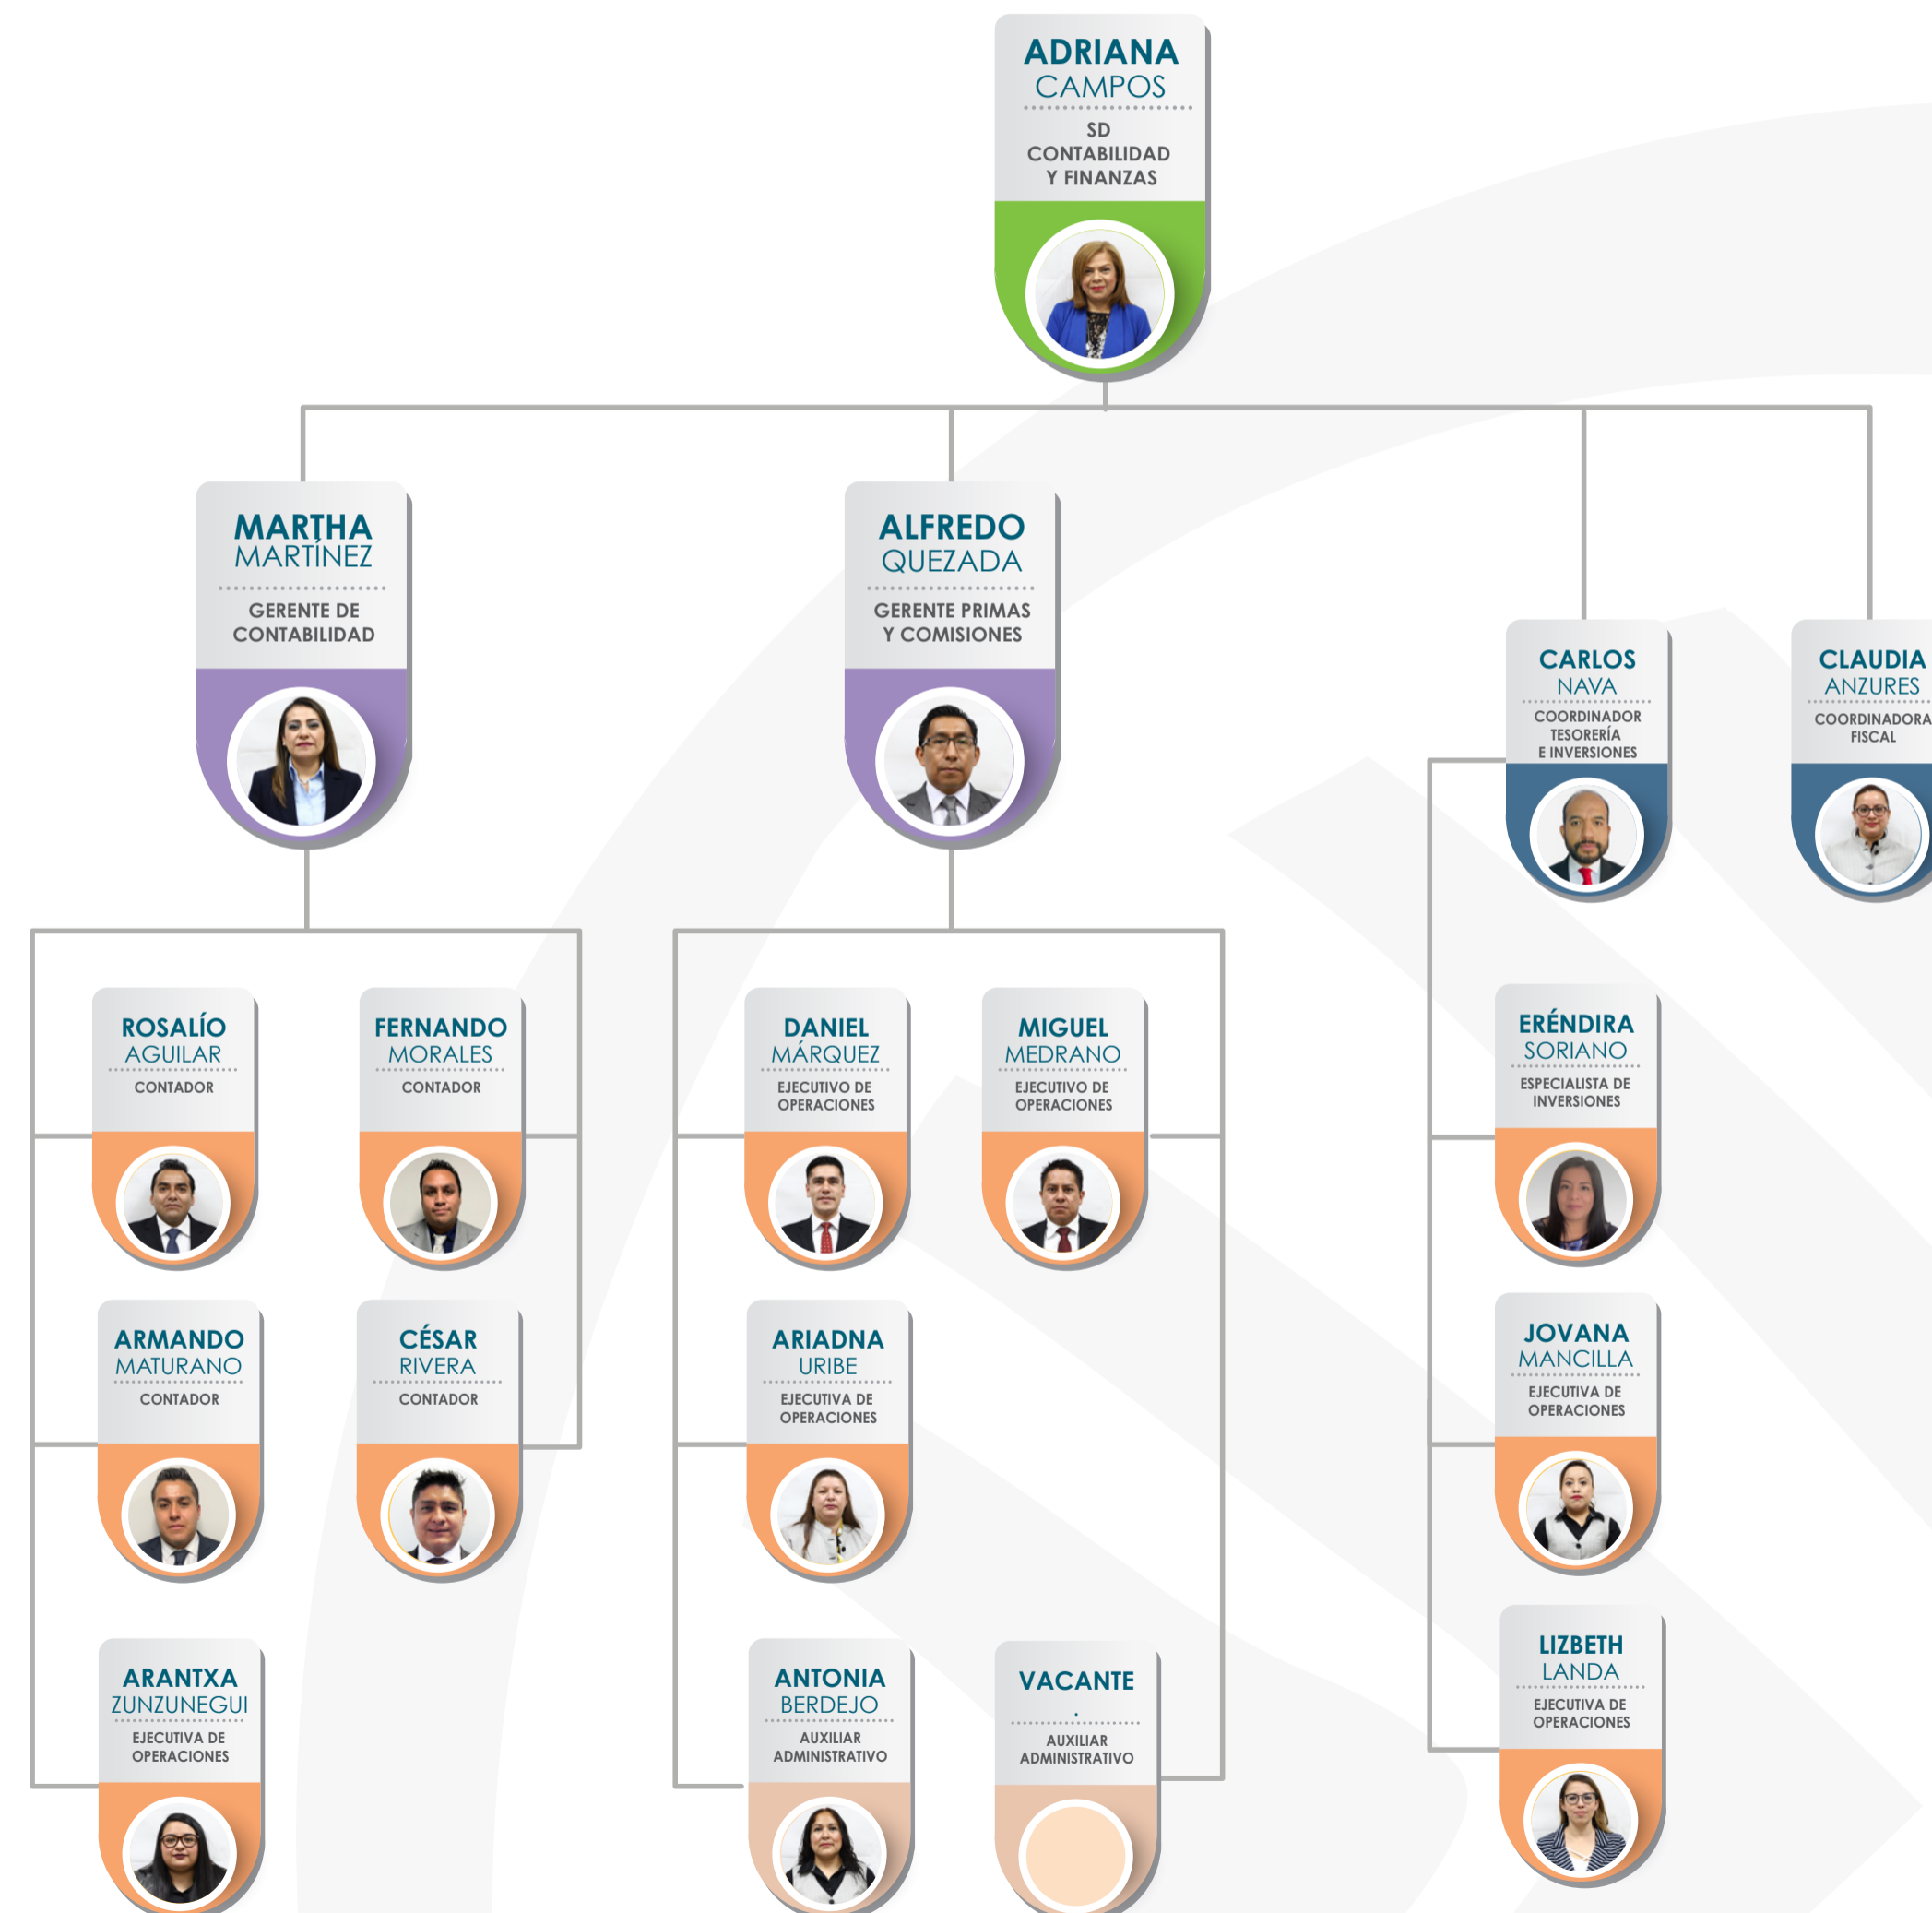 ADRIANA
CAMPOS
SD
CONTABILIDAD
Y FINANZAS
MARTHA
MARTÍNEZ
GERENTE DE
CONTABILIDAD
ALFREDO
QUEZADA
GERENTE PRIMAS
Y COMISIONES
CARLOS
NAVA
COORDINADOR
TESORERÍA
E INVERSIONES
CLAUDIA
ANZURES
COORDINADORA
FISCAL
ROSALÍO
AGUILAR
CONTADOR
FERNANDO
MORALES
CONTADOR
DANIEL
MÁRQUEZ
EJECUTIVO DE
OPERACIONES
MIGUEL
MEDRANO
EJECUTIVO DE
OPERACIONES
ERÉNDIRA
SORIANO
ESPECIALISTA DE
INVERSIONES
ARMANDO
MATURANO
CONTADOR
CÉSAR
RIVERA
CONTADOR
ARIADNA
URIBE
EJECUTIVA DE
OPERACIONES
JOVANA
MANCILLA
EJECUTIVA DE
OPERACIONES
ARANTXA
ZUNZUNEGUI
EJECUTIVA DE
OPERACIONES
ANTONIA
BERDEJO
AUXILIAR
ADMINISTRATIVO
VACANTE
.
AUXILIAR
ADMINISTRATIVO
LIZBETH
LANDA
EJECUTIVA DE
OPERACIONES